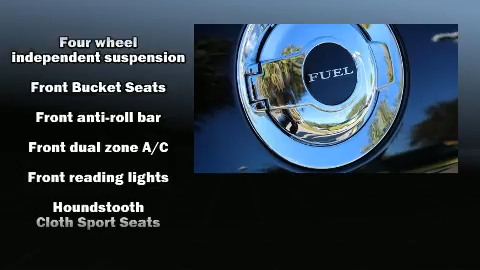 Four wheel
independent suspension
Front Bucket Seats
Front anti-roll bar
Front dual zone A/C
Front reading lights
Houndstooth
Cloth Sport Seats
FUEL